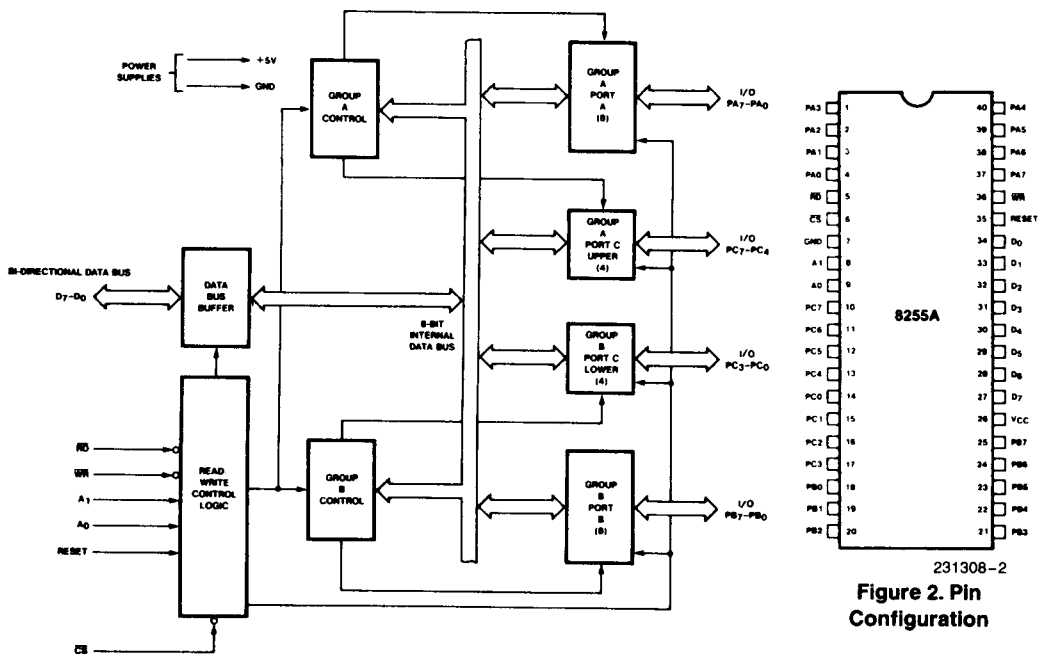 POWER
SUPPLIES
+5V
GND
GROUP
A
CONTROL
GROUP
A
PORT
A
(8)
I/O
PA7-PA0
GROUP
A
PORT C
UPPER
(4)
I/O
PC7-PC4
BI-DIRECTIONAL DATA BUS
D7-D0
DATA
BUS
BUFFER
8-BIT
INTERNAL
DATA BUS
GROUP
B
PORT C
LOWER
(4)
I/O
PC3-PC0
RD
WR
A1
A0
RESET
CS
READ
WRITE
CONTROL
LOGIC
GROUP
B
CONTROL
GROUP
B
PORT
B
(8)
I/O
PB7-PB0
PA3 1 40 PA4
PA2 2 39 PA5
PA1 3 38 PA6
PA0 4 37 PA7
RD 5 36 WR
CS 6 35 RESET
GND 7 34 D0
A1 8 33 D1
A0 9 32 D2
PC7 10 31 D3
8255A
PC6 11 30 D4
PC5 12 29 D5
PC4 13 28 D6
PC0 14 27 D7
PC1 15 26 VCC
PC2 16 25 PB7
PC3 17 24 PB6
PB0 18 23 PB5
PB1 19 22 PB4
PB2 20 21 PB3
231308-2
Figure 2. Pin
Configuration